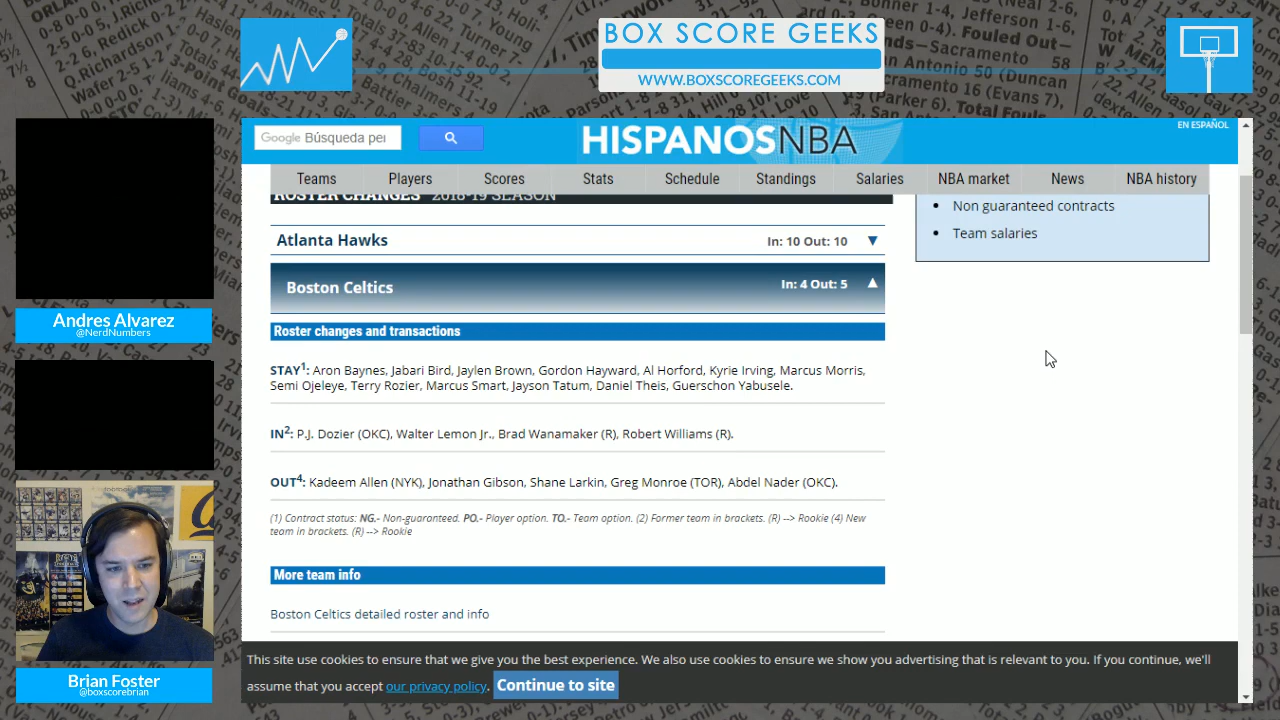 BOX SCORE GEEKS
WWW.BOXSCOREGEEKS.COM
Google Búsqueda per
HISPANOSNBA
EN ESPAÑOL
Teams Players Scores Stats Schedule Standings Salaries NBA market News NBA history
ROSTER CHANGES 2018-19 SEASON
Non guaranteed contracts
Team salaries
Atlanta Hawks In: 10 Out: 10
Boston Celtics In: 4 Out: 5
Roster changes and transactions
STAY1: Aron Baynes, Jabari Bird, Jaylen Brown, Gordon Hayward, Al Horford, Kyrie Irving, Marcus Morris,
Semi Ojeleye, Terry Rozier, Marcus Smart, Jayson Tatum, Daniel Theis, Guerschon Yabusele.
IN2: P.J. Dozier (OKC), Walter Lemon Jr., Brad Wanamaker (R), Robert Williams (R).
OUT4: Kadeem Allen (NYK), Jonathan Gibson, Shane Larkin, Greg Monroe (TOR), Abdel Nader (OKC).
(1) Contract status: NG.- Non-guaranteed. PO.- Player option. TO.- Team option. (2) Former team in brackets. (R) --> Rookie (4) New
team in brackets. (R) --> Rookie
More team info
Boston Celtics detailed roster and info
This site use cookies to ensure that we give you the best experience. We also use cookies to ensure we show you advertising that is relevant to you. If you continue, we'll
assume that you accept our privacy policy. Continue to site
Andres Alvarez
@NerdNumbers
Brian Foster
@boxscorebrian